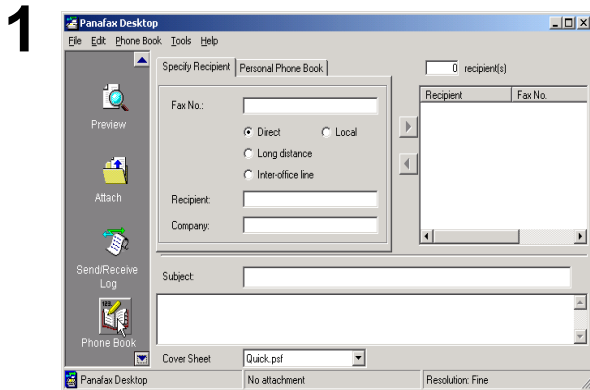 1
Panafax Desktop
File Edit Phone Book Tools Help
Specify Recipient Personal Phone Book
0 recipient(s)
Recipient Fax No.
Fax No.:
Direct Local
Long distance
Inter-office line
Recipient:
Company:
Preview
Attach
Send/Receive
Log
Phone Book
Subject:
Cover Sheet Quick.psf
Panafax Desktop No attachment Resolution: Fine